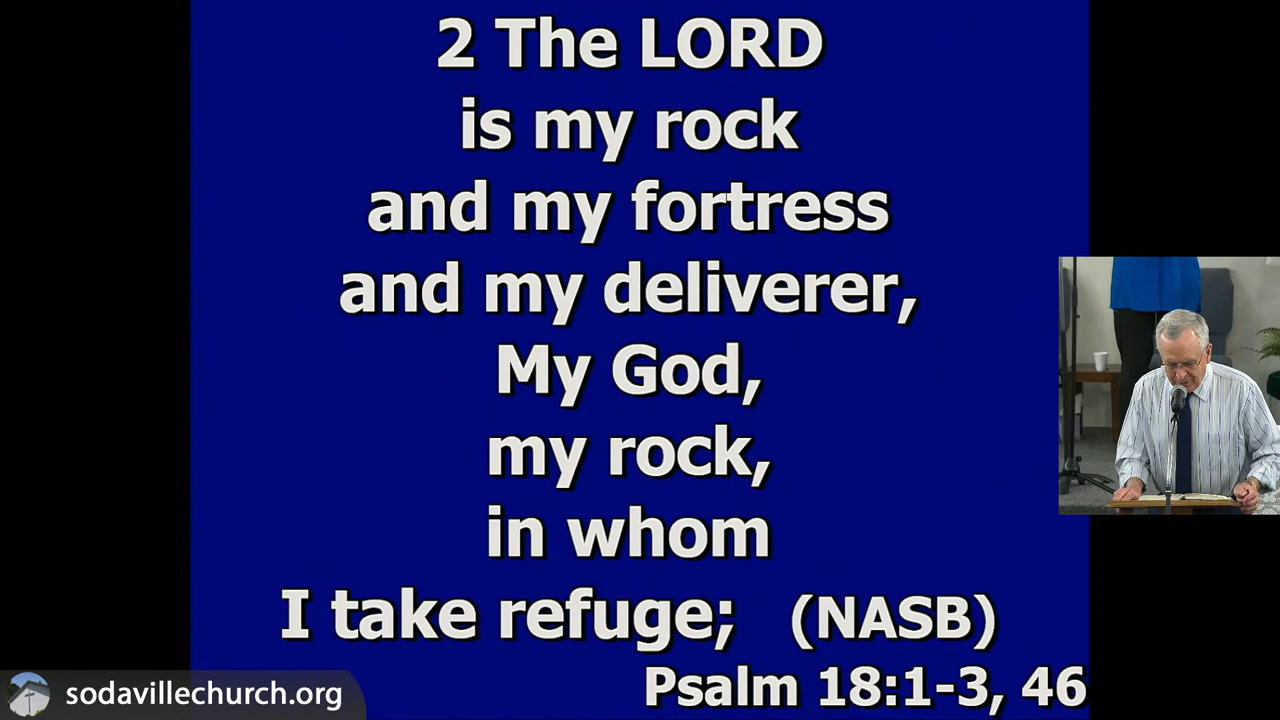 2 The LORD
is my rock
and my fortress
and my deliverer,
My God,
my rock,
in whom
I take refuge; (NASB)
Psalm 18:1-3, 46
sodavillechurch.org